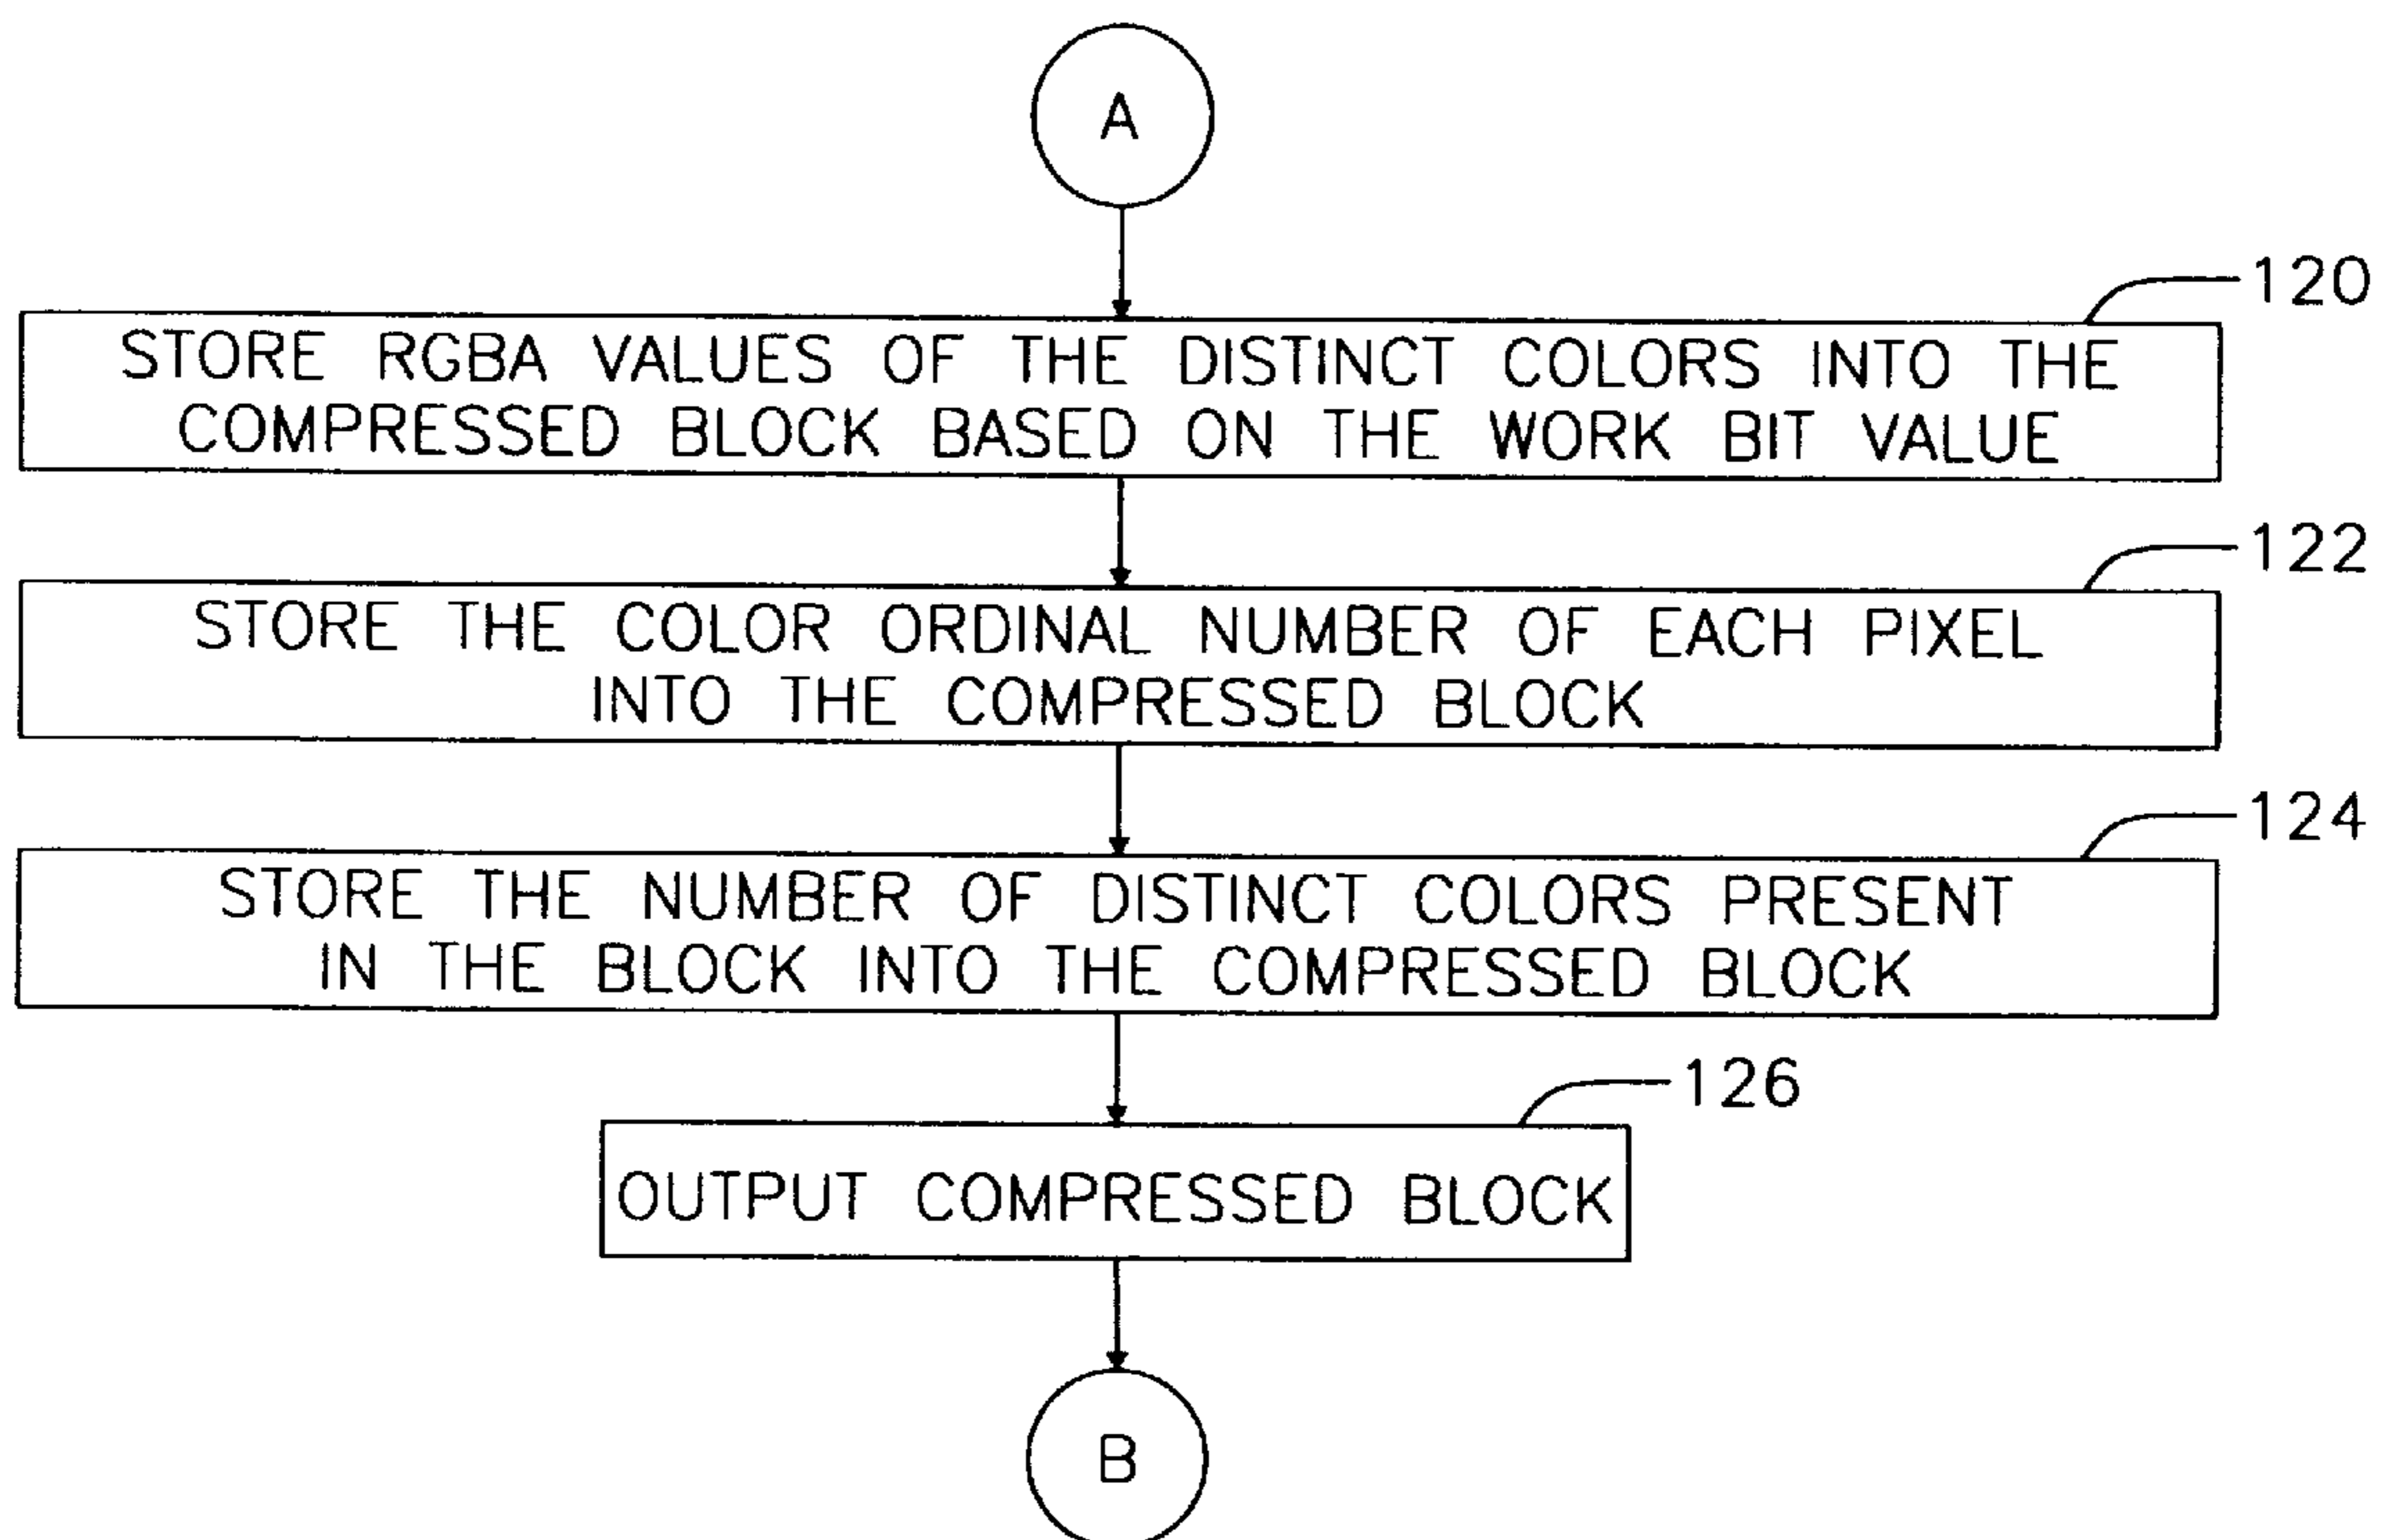 A
120
STORE RGBA VALUES OF THE DISTINCT COLORS INTO THE
COMPRESSED BLOCK BASED ON THE WORK BIT VALUE
122
STORE THE COLOR ORDINAL NUMBER OF EACH PIXEL
INTO THE COMPRESSED BLOCK
124
STORE THE NUMBER OF DISTINCT COLORS PRESENT
IN THE BLOCK INTO THE COMPRESSED BLOCK
126
OUTPUT COMPRESSED BLOCK
B